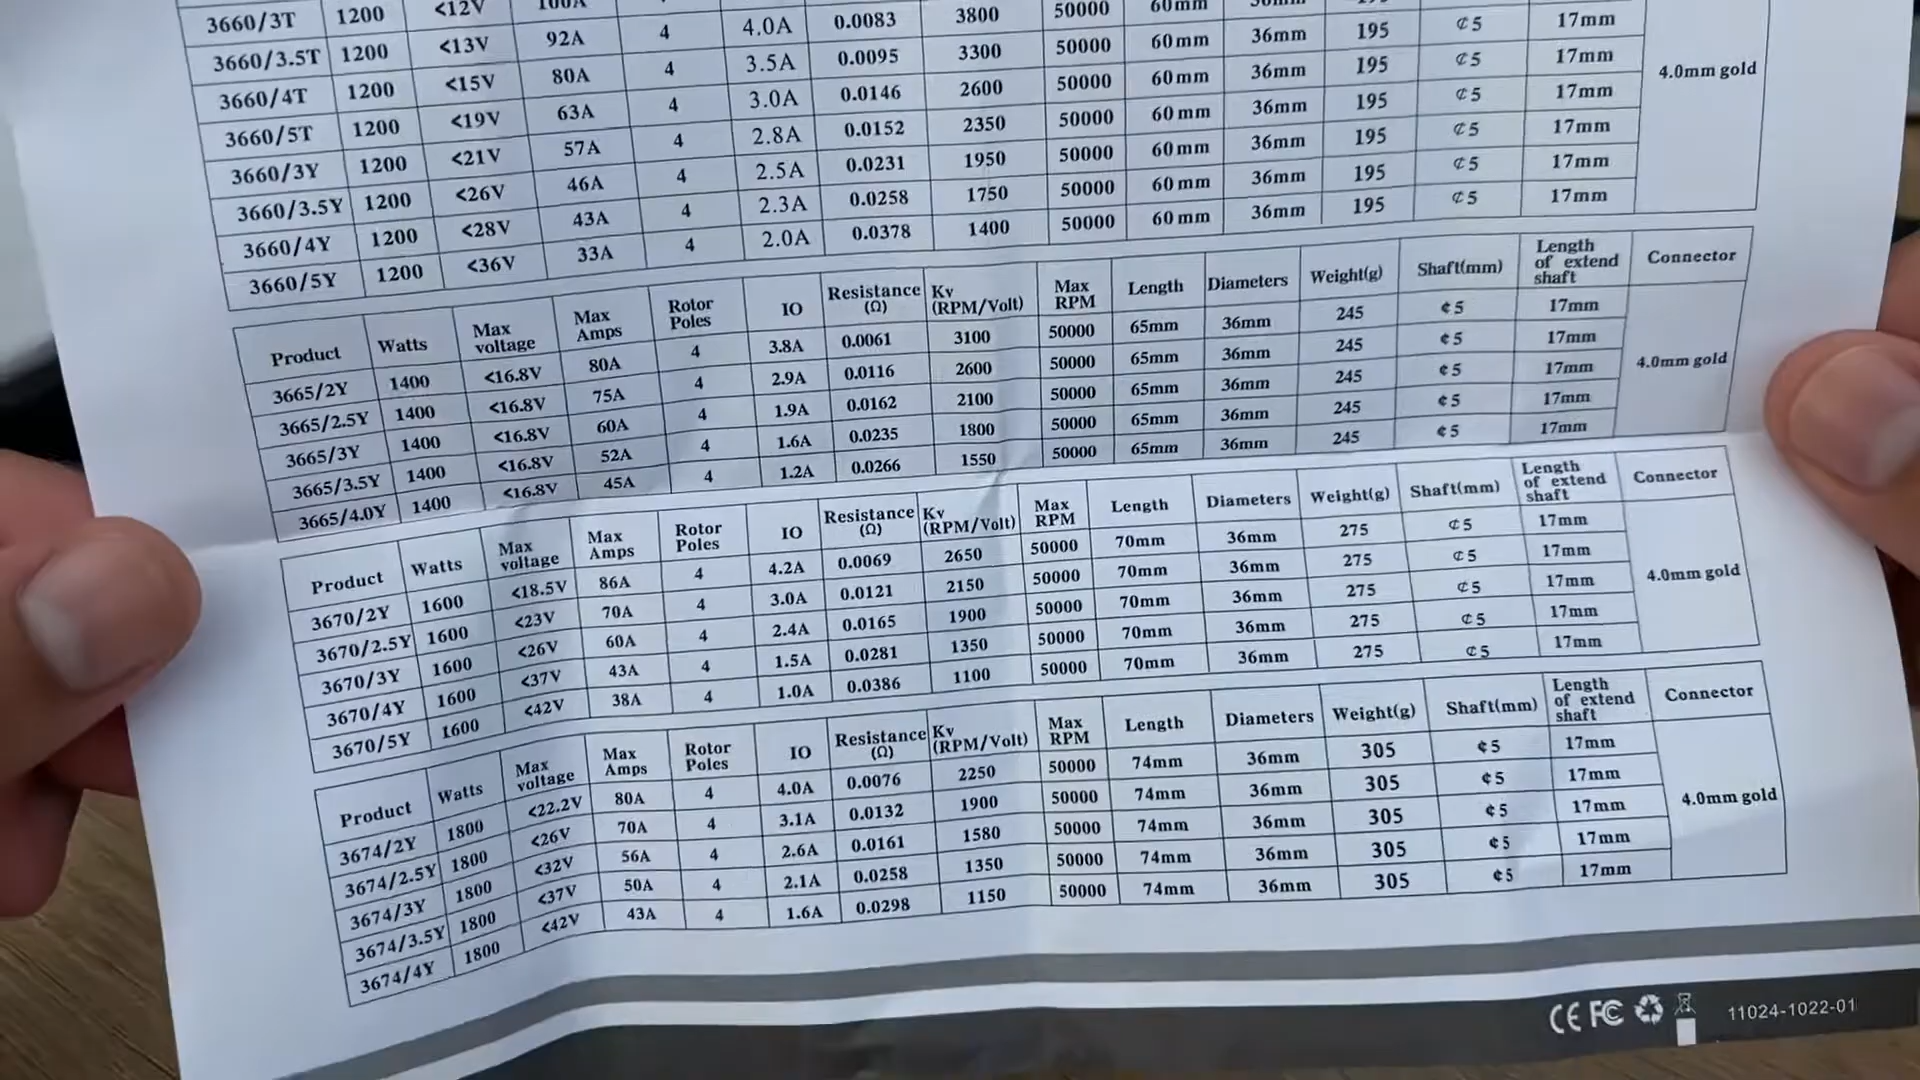 3660/3T 1200 <12V 100A
3660/3.5T 1200 <13V 92A 4 4.0A 0.0083 3800 50000 60mm
3660/4T 1200 <15V 80A 4 3.5A 0.0095 3300 50000 60mm 36mm 195 ¢5 17mm
3660/5T 1200 <19V 63A 4 3.0A 0.0146 2600 50000 60mm 36mm 195 ¢5 17mm 4.0mm gold
3660/3Y 1200 <21V 57A 4 2.8A 0.0152 2350 50000 60mm 36mm 195 ¢5 17mm
3660/3.5Y 1200 <26V 46A 4 2.5A 0.0231 1950 50000 60mm 36mm 195 ¢5 17mm
3660/4Y 1200 <28V 43A 4 2.3A 0.0258 1750 50000 60mm 36mm 195 ¢5 17mm
3660/5Y 1200 <36V 33A 4 2.0A 0.0378 1400 50000 60mm 36mm 195 ¢5 17mm
Product Watts Max voltage Max Amps Rotor Poles IO Resistance (Ω) Kv (RPM/Volt) Max RPM Length Diameters Weight(g) Shaft(mm) Length of extend shaft Connector
3665/2Y 1400 <16.8V 80A 4 3.8A 0.0061 3100 50000 65mm 36mm 245 ¢5 17mm
3665/2.5Y 1400 <16.8V 75A 4 2.9A 0.0116 2600 50000 65mm 36mm 245 ¢5 17mm
3665/3Y 1400 <16.8V 60A 4 1.9A 0.0162 2100 50000 65mm 36mm 245 ¢5 17mm 4.0mm gold
3665/3.5Y 1400 <16.8V 52A 4 1.6A 0.0235 1800 50000 65mm 36mm 245 ¢5 17mm
3665/4.0Y 1400 <16.8V 45A 4 1.2A 0.0266 1550 50000 65mm 36mm 245 ¢5 17mm
Product Watts Max voltage Max Amps Rotor Poles IO Resistance (Ω) Kv (RPM/Volt) Max RPM Length Diameters Weight(g) Shaft(mm) Length of extend shaft Connector
3670/2Y 1600 <18.5V 86A 4 4.2A 0.0069 2650 50000 70mm 36mm 275 ¢5 17mm
3670/2.5Y 1600 <23V 70A 4 3.0A 0.0121 2150 50000 70mm 36mm 275 ¢5 17mm
3670/3Y 1600 <26V 60A 4 2.4A 0.0165 1900 50000 70mm 36mm 275 ¢5 17mm 4.0mm gold
3670/4Y 1600 <37V 43A 4 1.5A 0.0281 1350 50000 70mm 36mm 275 ¢5 17mm
3670/5Y 1600 <42V 38A 4 1.0A 0.0386 1100 50000 70mm 36mm 275 ¢5 17mm
Product Watts Max voltage Max Amps Rotor Poles IO Resistance (Ω) Kv (RPM/Volt) Max RPM Length Diameters Weight(g) Shaft(mm) Length of extend shaft Connector
3674/2Y 1800 <22.2V 80A 4 4.0A 0.0076 2250 50000 74mm 36mm 305 ¢5 17mm
3674/2.5Y 1800 <26V 70A 4 3.1A 0.0132 1900 50000 74mm 36mm 305 ¢5 17mm
3674/3Y 1800 <32V 56A 4 2.6A 0.0161 1580 50000 74mm 36mm 305 ¢5 17mm 4.0mm gold
3674/3.5Y 1800 <37V 50A 4 2.1A 0.0258 1350 50000 74mm 36mm 305 ¢5 17mm
3674/4Y 1800 <42V 43A 4 1.6A 0.0298 1150 50000 74mm 36mm 305 ¢5 17mm
CE FC 11024-1022-01